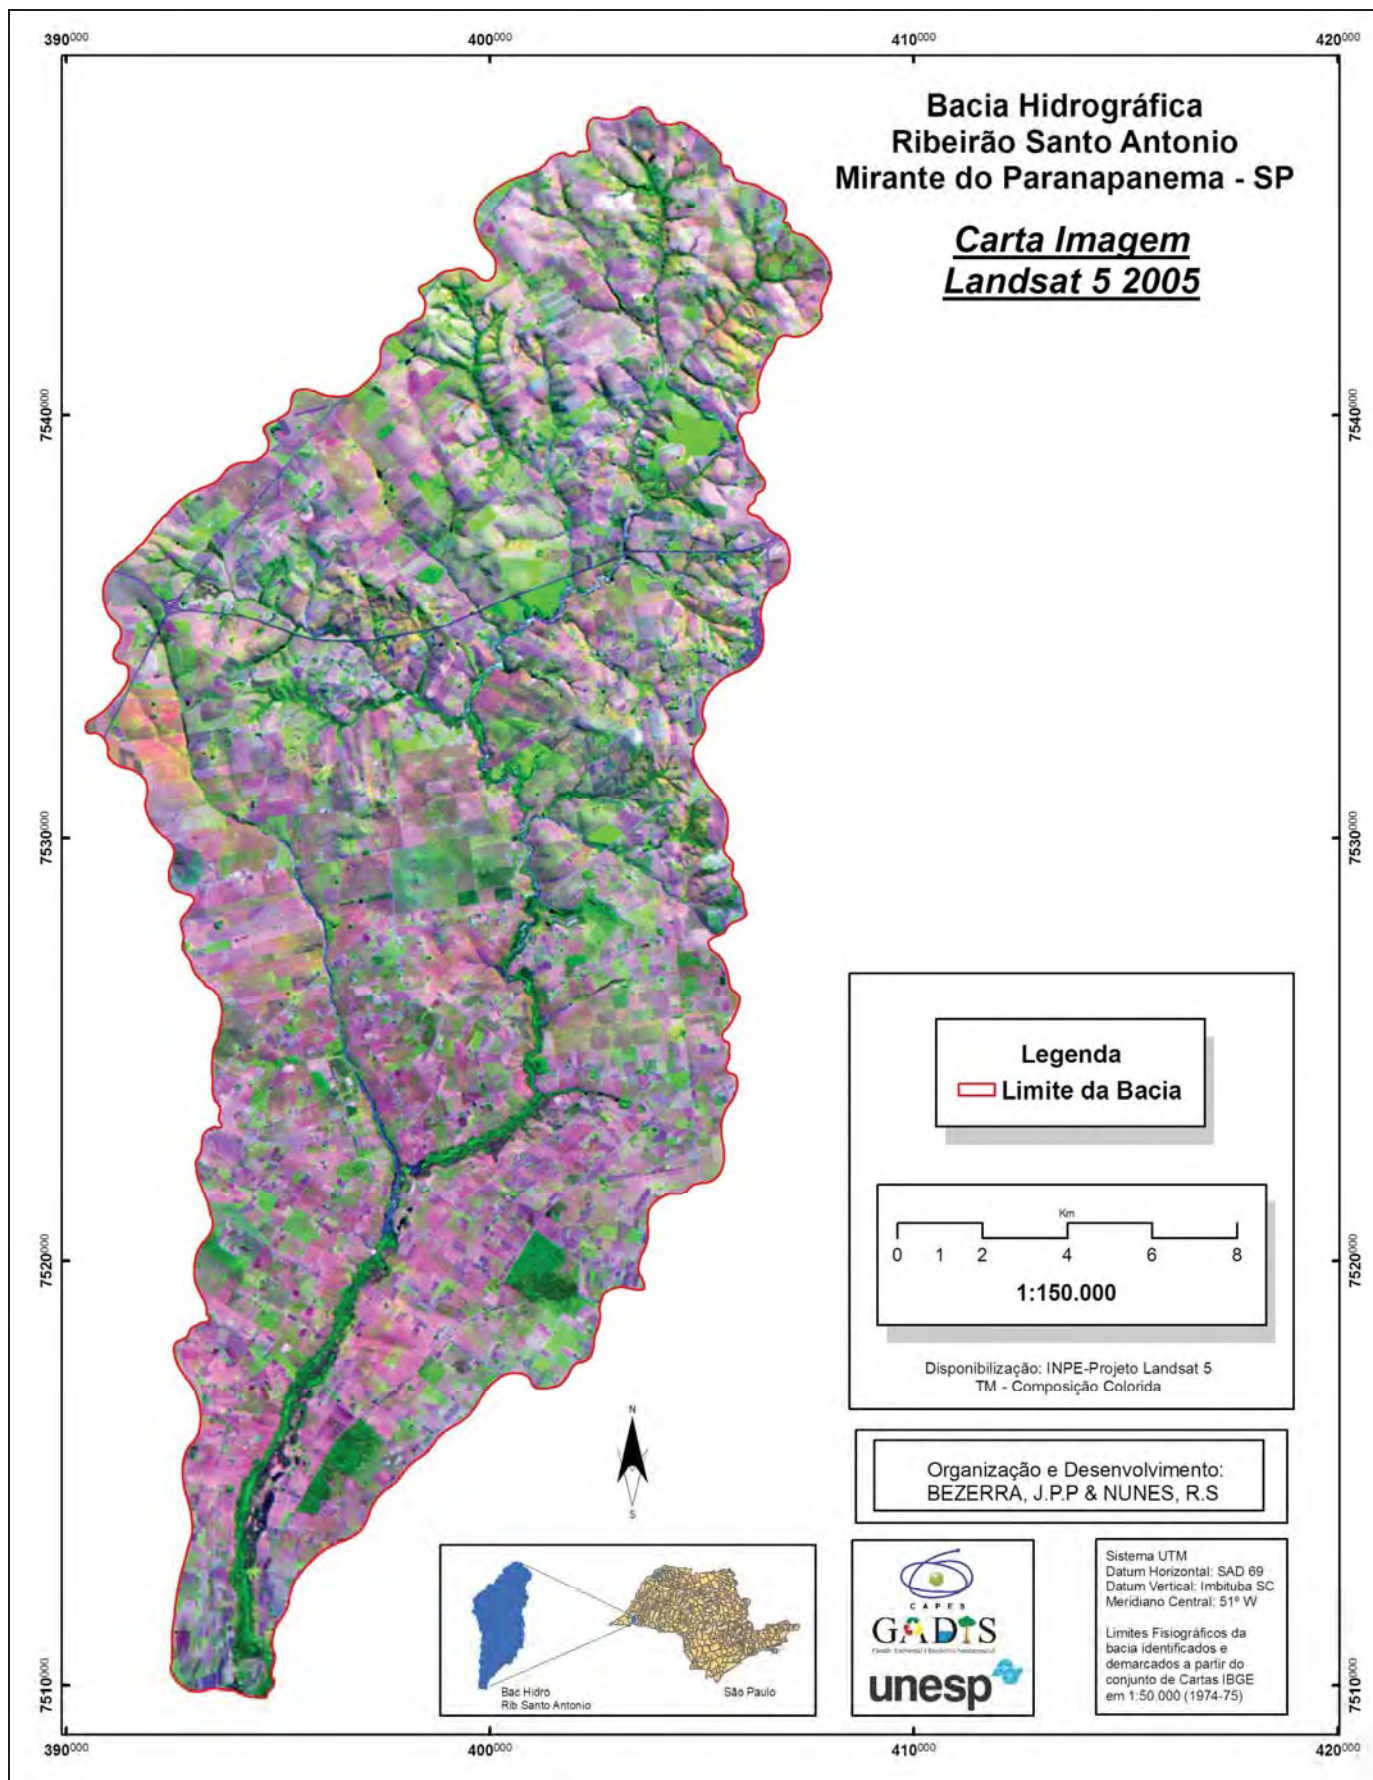 390000
400000
410000
420000
Bacia Hidrográfica
Ribeirão Santo Antonio
Mirante do Paranapanema - SP
Carta Imagem
Landsat 5 2005
7540000
7540000
7530000
7530000
7520000
7520000
7510000
7510000
Legenda
Limite da Bacia
Km
0 1 2 4 6 8
1:150.000
Disponibilização: INPE-Projeto Landsat 5
TM - Composição Colorida
Organização e Desenvolvimento:
BEZERRA, J.P.P & NUNES, R.S
N
S
Bac Hidro
Rib Santo Antonio
São Paulo
CAPES
GADIS
unesp
Sistema UTM
Datum Horizontal: SAD 69
Datum Vertical: Imbituba SC
Meridiano Central: 51º W
Limites Fisiográficos da
bacia identificados e
demarcados a partir do
conjunto de Cartas IBGE
em 1:50.000 (1974-75)
390000
400000
410000
420000